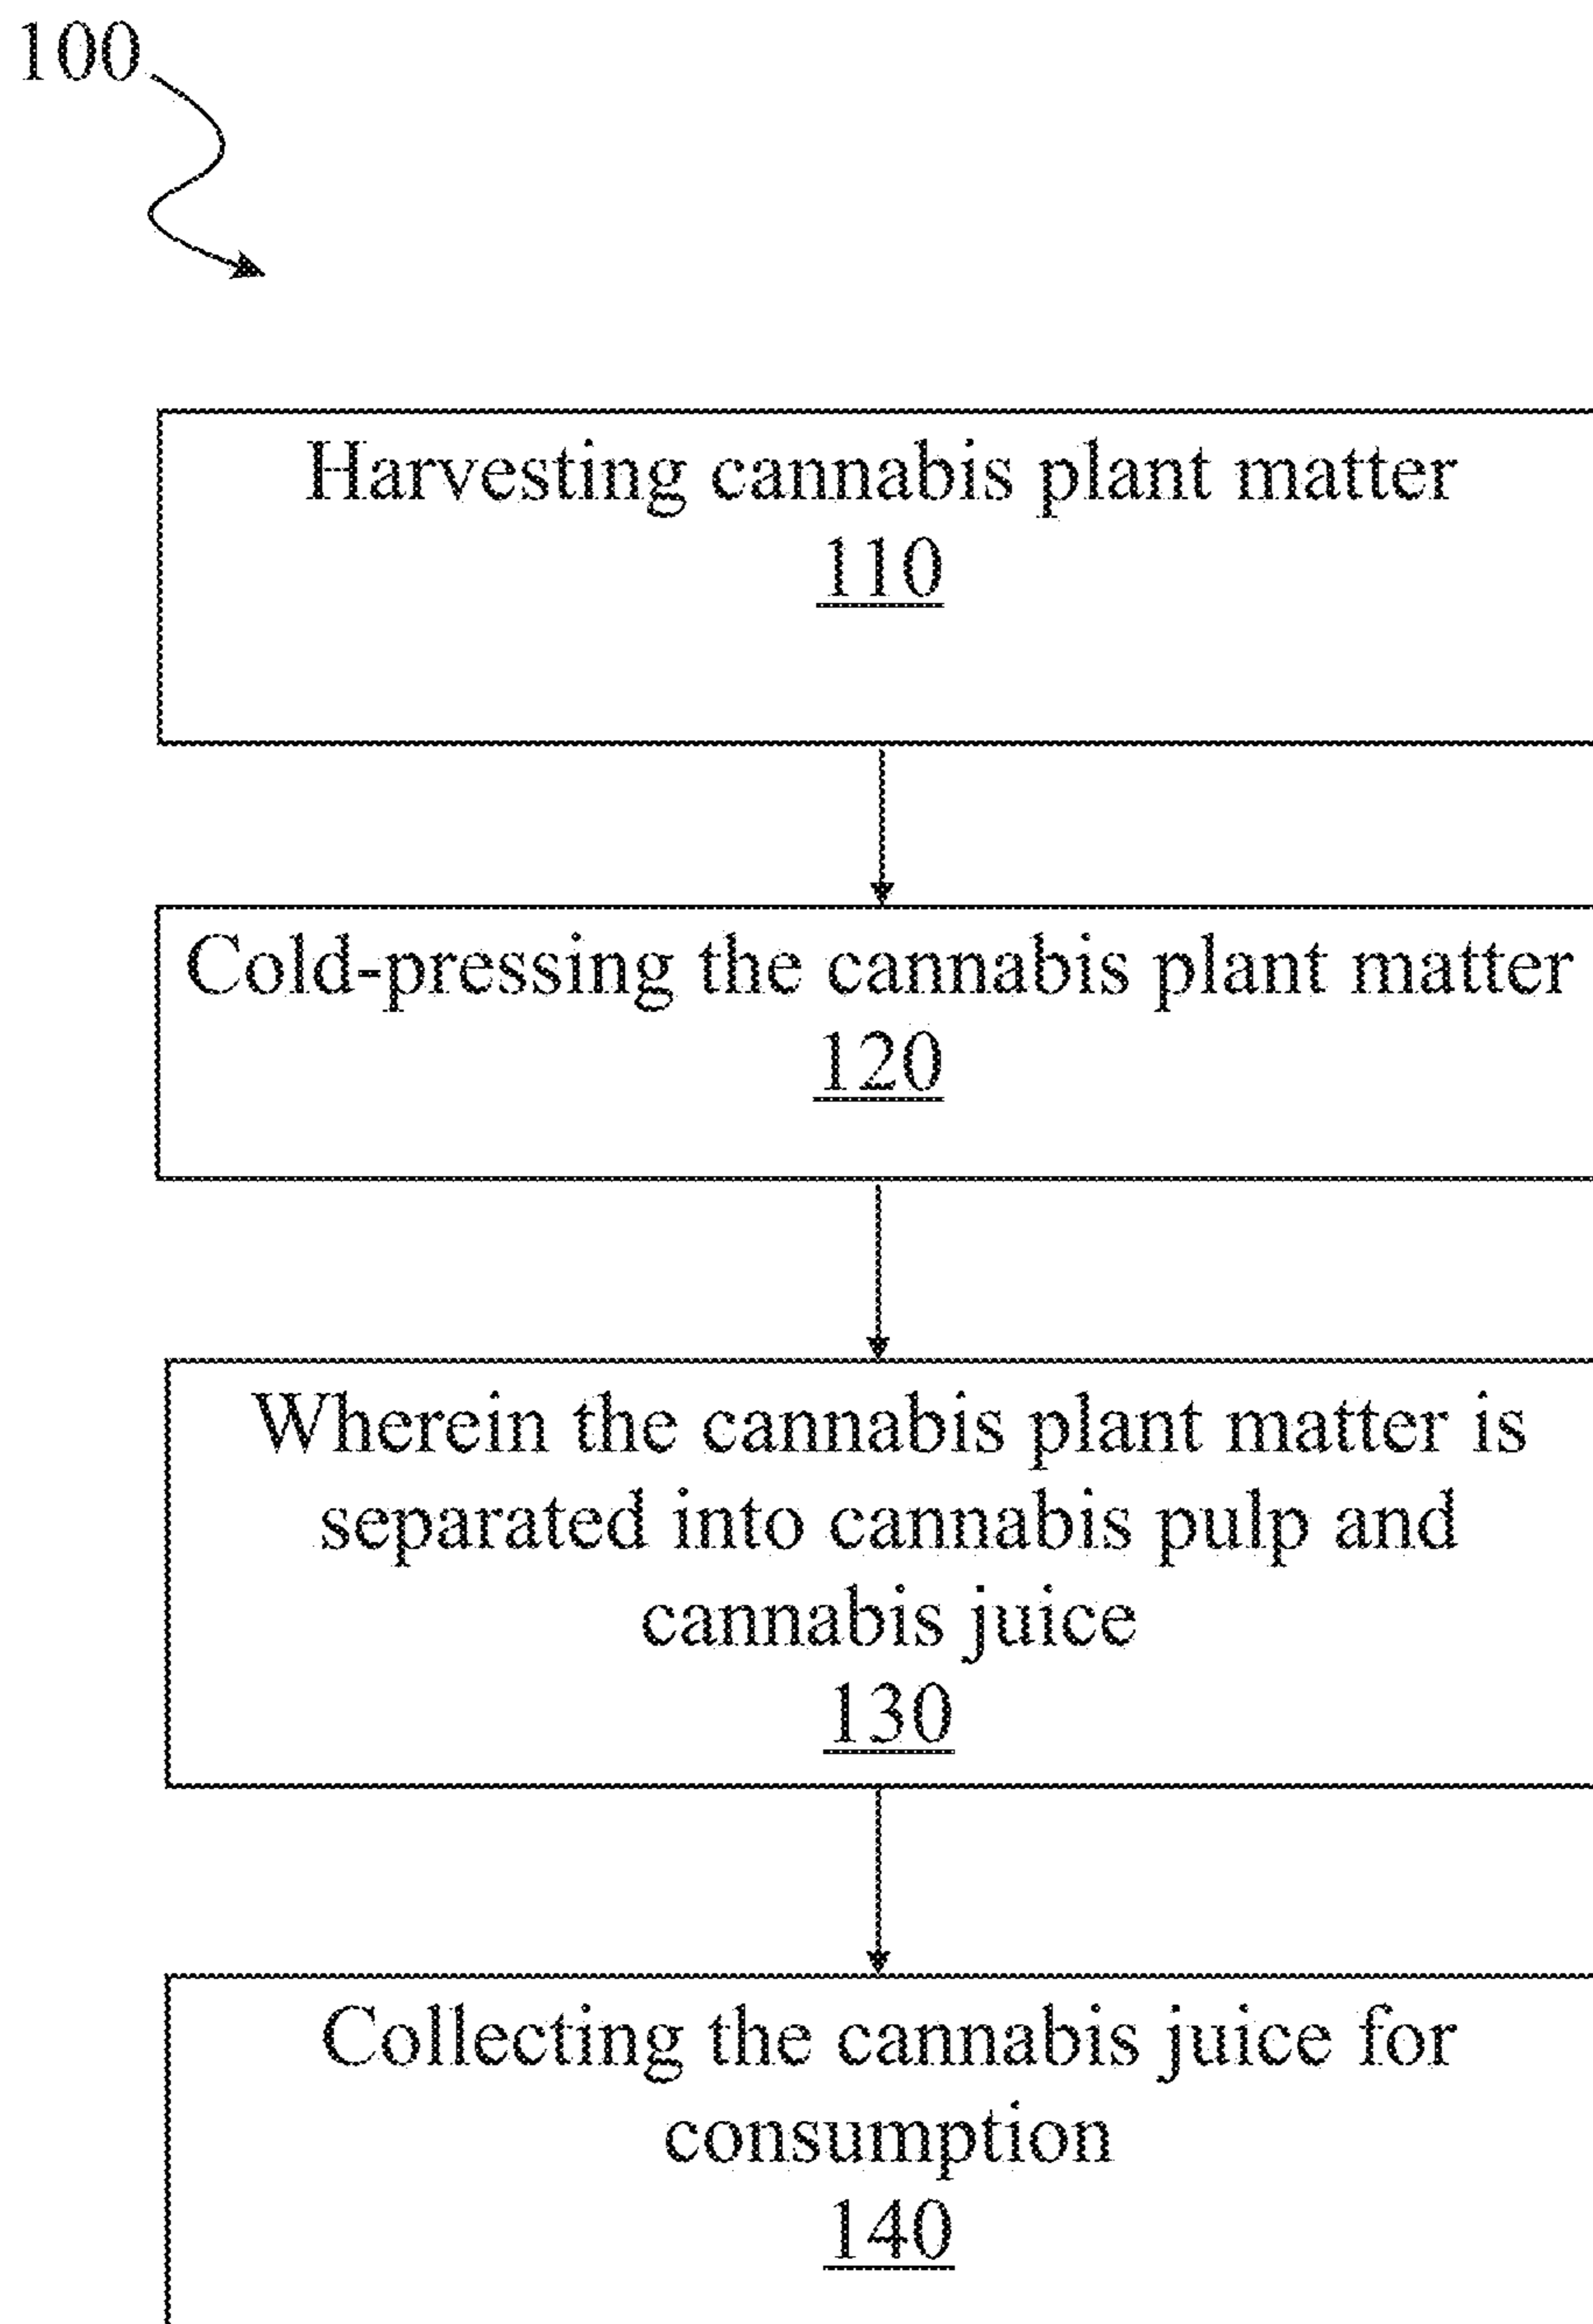 100
Harvesting cannabis plant matter
110
Cold-pressing the cannabis plant matter
120
Wherein the cannabis plant matter is
separated into cannabis pulp and
cannabis juice
130
Collecting the cannabis juice for
consumption
140